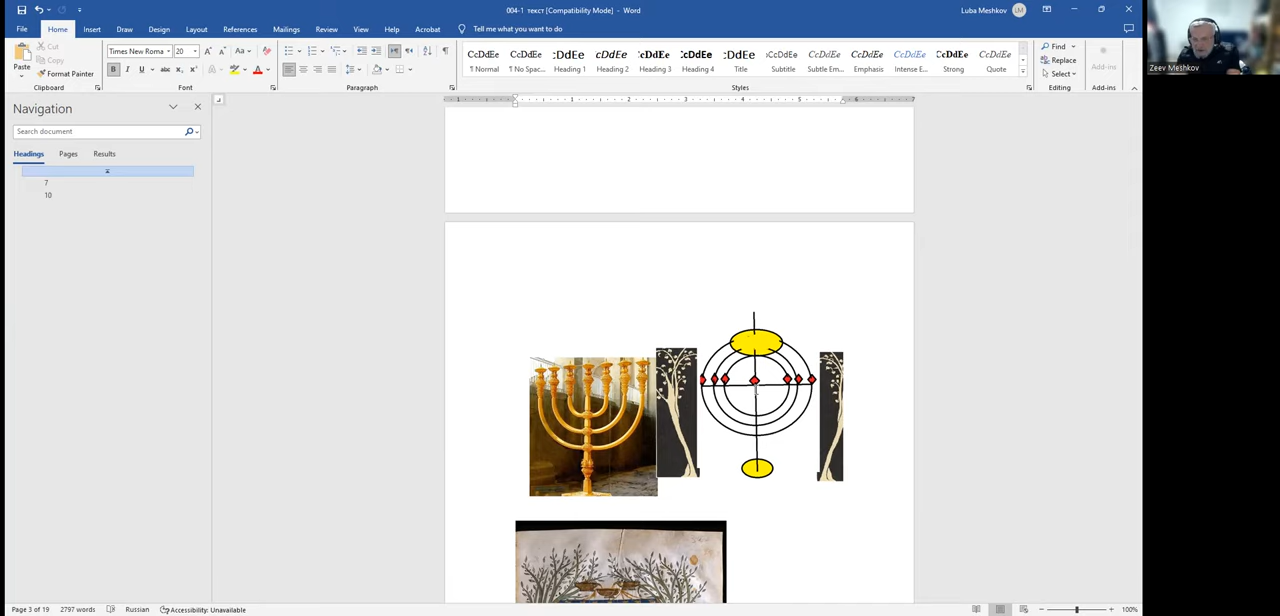 004-1 текст [Compatibility Mode] - Word
Luba Meshkov
LM
File
Home
Insert
Draw
Design
Layout
References
Mailings
Review
View
Help
Acrobat
Tell me what you want to do
Paste
Cut
Copy
Format Painter
Clipboard
Times New Roma
20
Font
Paragraph
¶ Normal
¶ No Spac...
Heading 1
Heading 2
Heading 3
Heading 4
Title
Subtitle
Subtle Em...
Emphasis
Intense E...
Strong
Quote
Styles
Find
Replace
Select
Editing
Add-ins
Add-ins
Zeev Meshkov
Navigation
Search document
Headings
Pages
Results
7
10
Page 3 of 19
2797 words
Russian
Accessibility: Unavailable
100%